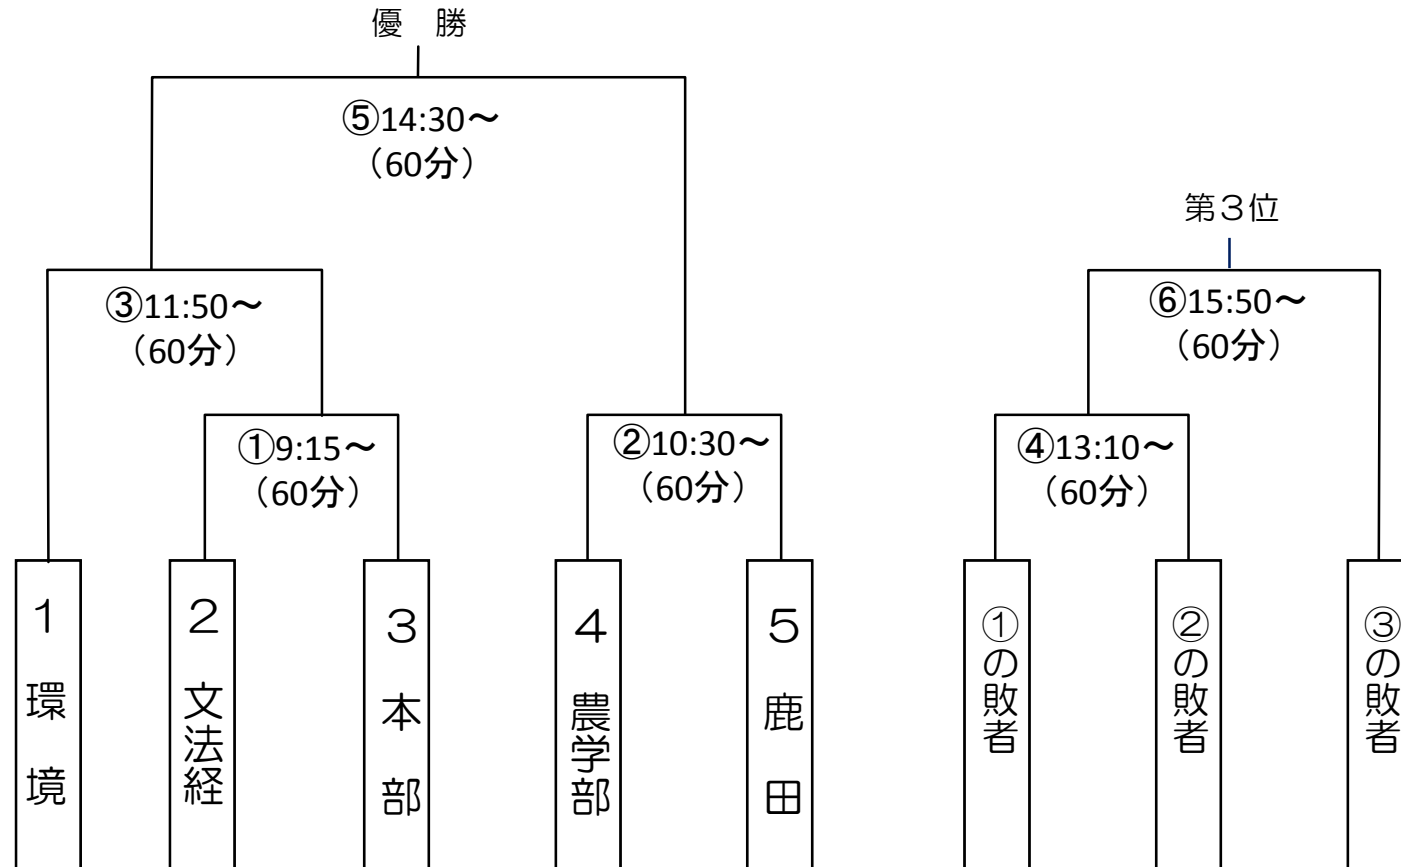 優　勝
⑤14:30～
（60分）
第３位
③11:50～
（60分）
⑥15:50～
（60分）
①9:15～
（60分）
②10:30～
（60分）
④13:10～
（60分）
１　環　境
２　文法経
３　本　部
４　農学部
５　鹿　田
①の敗者
②の敗者
③の敗者